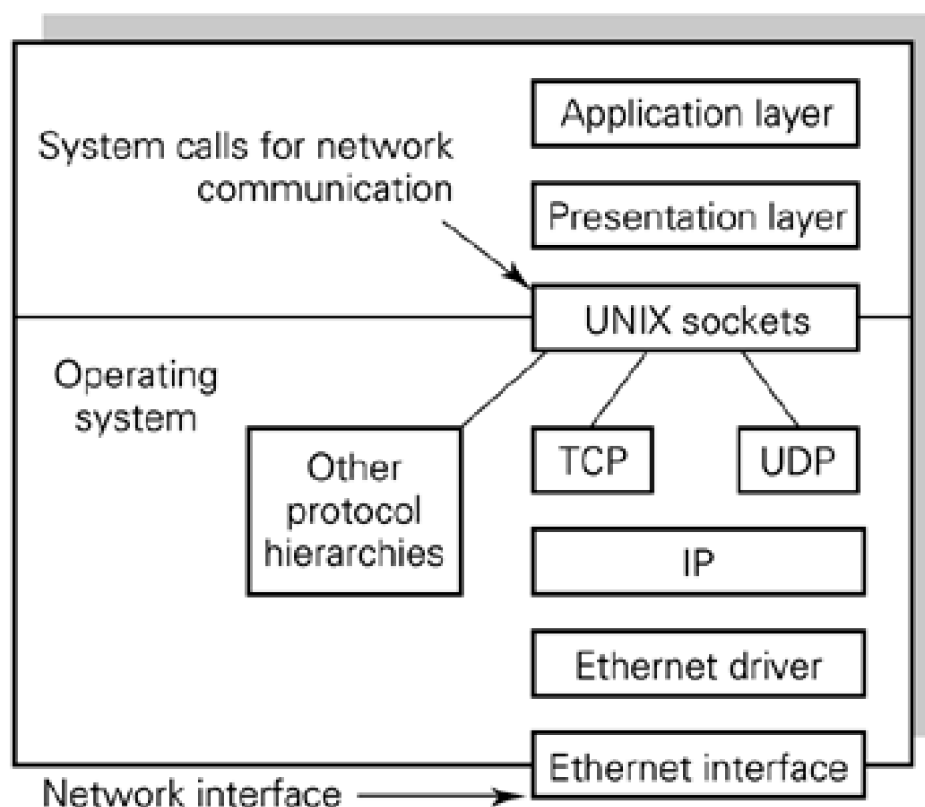 Application layer
System calls for network
communication
Presentation layer
UNIX sockets
Operating
system
Other
protocol
hierarchies
TCP
UDP
IP
Ethernet driver
Ethernet interface
Network interface